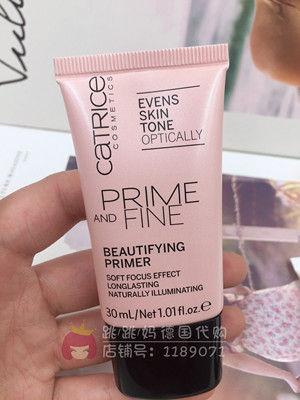 CATRICE
COSMETICS
EVENS
SKIN
TONE
OPTICALLY
PRIME
AND FINE
BEAUTIFYING
PRIMER
SOFT FOCUS EFFECT
LONGLASTING
NATURALLY ILLUMINATING
30 mL/Net 1.01 fl.oz.e
跳跳妈德国代购
店铺号：1189071